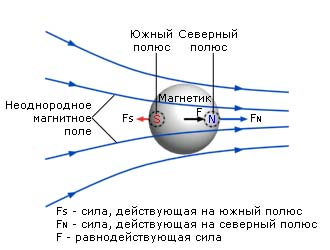 Южный
полюс
Северный
полюс
Магнетик
Неоднородное
магнитное
поле
Fs
S
F
N
FN
Fs - сила, действующая на южный полюс
FN - сила, действующая на северный полюс
F - равнодействующая сила